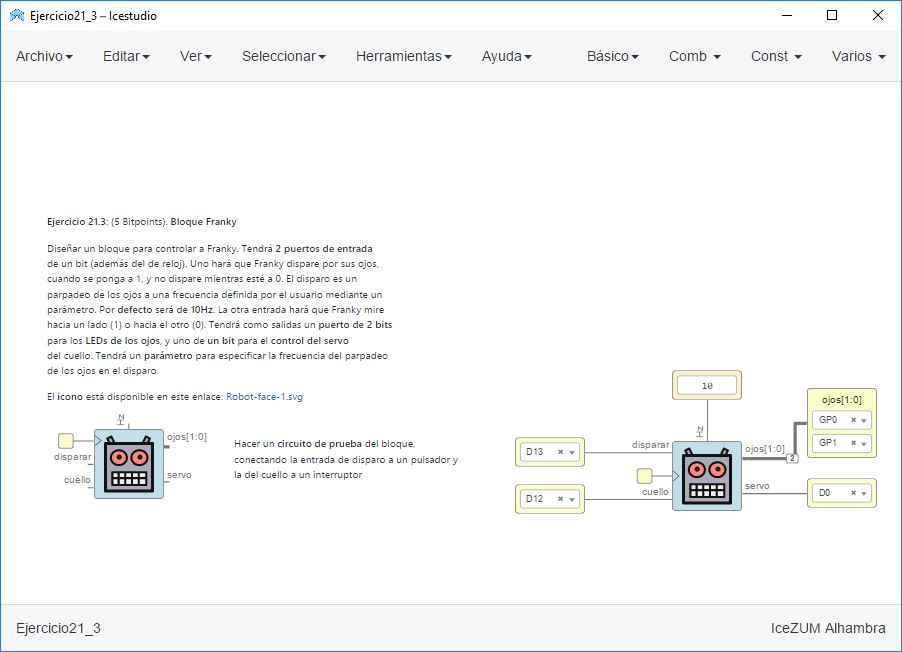 Ejercicio21_3 – Icestudio
Archivo Editar Ver Seleccionar Herramientas Ayuda Básico Comb Const Varios
Ejercicio 21.3: (5 Bitpoints). Bloque Franky
Diseñar un bloque para controlar a Franky. Tendrá 2 puertos de entrada
de un bit (además del de reloj). Uno hará que Franky dispare por sus ojos,
cuando se ponga a 1, y no dispare mientras esté a 0. El disparo es un
parpadeo de los ojos a una frecuencia definida por el usuario mediante un
parámetro. Por defecto será de 10Hz. La otra entrada hará que Franky mire
hacia un lado (1) o hacia el otro (0). Tendrá como salidas un puerto de 2 bits
para los LEDs de los ojos, y uno de un bit para el control del servo
del cuello. Tendrá un parámetro para especificar la frecuencia del parpadeo
de los ojos en el disparo
El icono está disponible en este enlace: Robot-face-1.svg
Hz
ojos[1:0]
disparar
cuello
servo
Hacer un circuito de prueba del bloque,
conectando la entrada de disparo a un pulsador y
la del cuello a un interruptor
10
Hz
D13
disparar
D12
cuello
ojos[1:0]
2
servo
ojos[1:0]
GP0
GP1
D0
Ejercicio21_3
IceZUM Alhambra